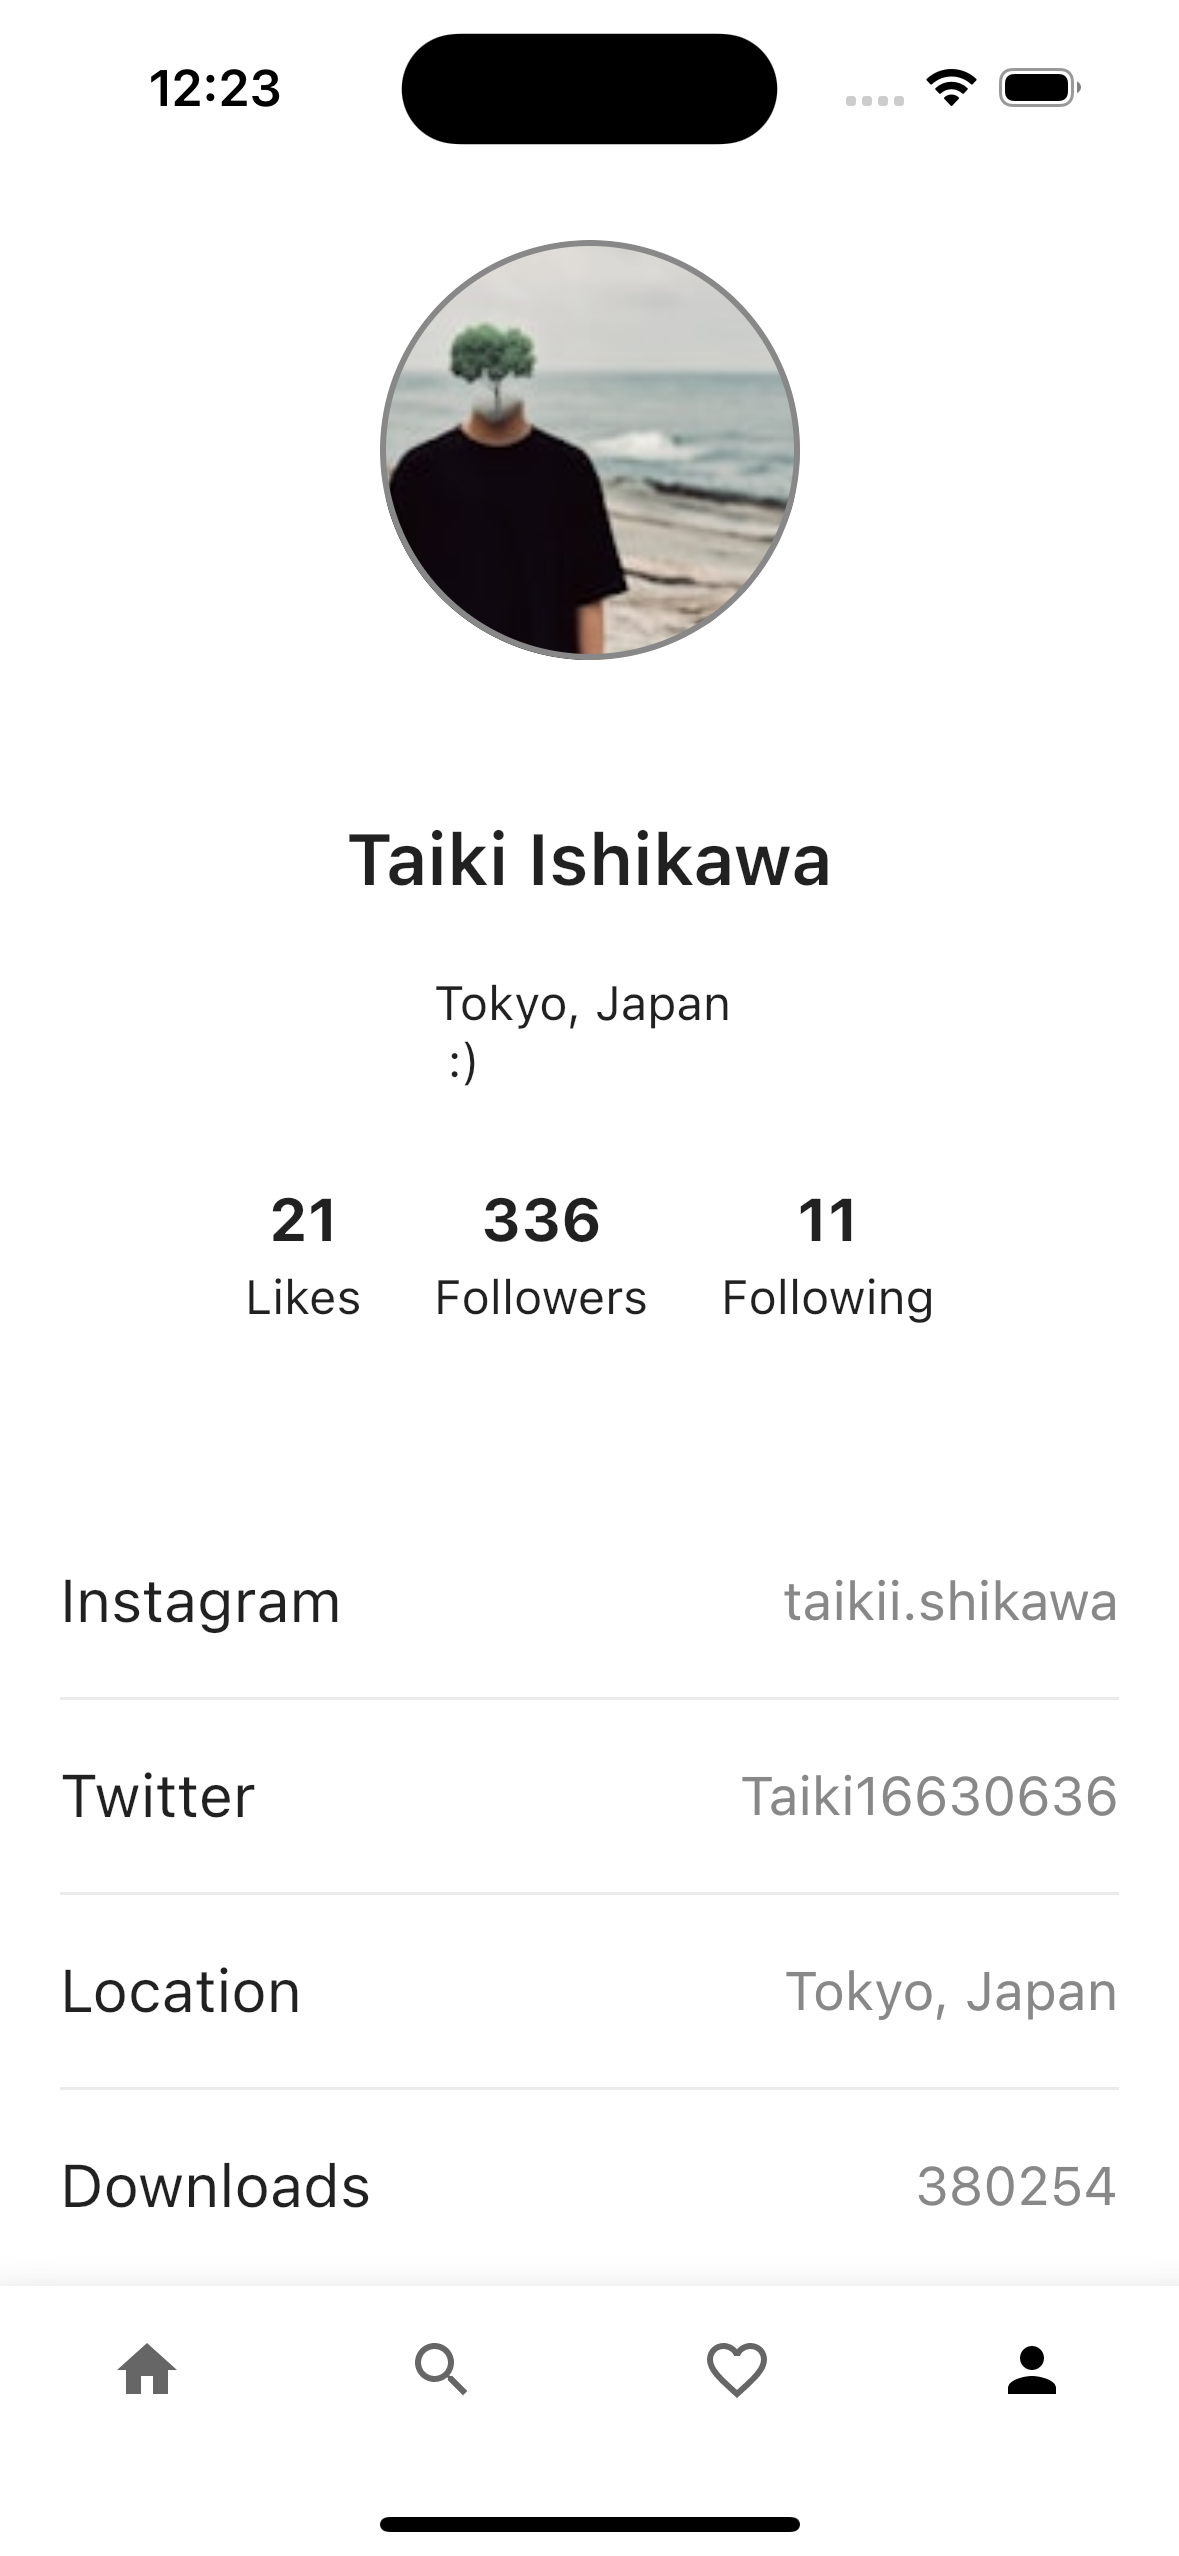 12:23
Taiki Ishikawa
Tokyo, Japan
:)
21 336 11
Likes Followers Following
Instagram taikii.shikawa
Twitter Taiki16630636
Location Tokyo, Japan
Downloads 380254